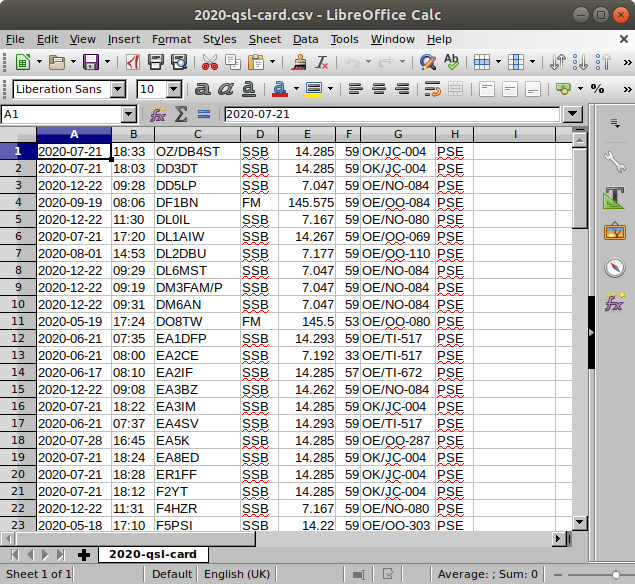 2020-qsl-card.csv - LibreOffice Calc
File Edit View Insert Format Styles Sheet Data Tools Window Help
Liberation Sans 10 a a a a %
A1 fx Σ = 2020-07-21
A B C D E F G H I
1 2020-07-21 18:33 OZ/DB4ST SSB 14.285 59 OK/JC-004 PSE
2 2020-07-21 18:03 DD3DT SSB 14.285 59 OK/JC-004 PSE
3 2020-12-22 09:28 DD5LP SSB 7.047 59 OE/NO-084 PSE
4 2020-09-19 08:06 DF1BN FM 145.575 59 OE/OO-084 PSE
5 2020-12-22 11:30 DL0IL SSB 7.167 59 OE/NO-080 PSE
6 2020-07-21 17:20 DL1AIW SSB 14.267 59 OE/OO-069 PSE
7 2020-08-01 14:53 DL2DBU SSB 7.177 59 OE/OO-110 PSE
8 2020-12-22 09:29 DL6MST SSB 7.047 59 OE/NO-084 PSE
9 2020-12-22 09:19 DM3FAM/P SSB 7.047 59 OE/NO-084 PSE
10 2020-12-22 09:31 DM6AN SSB 7.047 59 OE/NO-084 PSE
11 2020-05-19 17:24 DO8TW FM 145.5 53 OE/OO-080 PSE
12 2020-06-21 07:35 EA1DFP SSB 14.293 59 OE/TI-517 PSE
13 2020-06-21 08:00 EA2CE SSB 7.192 33 OE/TI-517 PSE
14 2020-06-17 08:10 EA2IF SSB 14.285 57 OE/TI-672 PSE
15 2020-12-22 09:08 EA3BZ SSB 14.262 59 OE/NO-084 PSE
16 2020-07-21 18:22 EA3IM SSB 14.285 59 OK/JC-004 PSE
17 2020-06-21 07:37 EA4SV SSB 14.293 59 OE/TI-517 PSE
18 2020-07-28 16:45 EA5K SSB 14.285 59 OE/OO-287 PSE
19 2020-07-21 18:24 EA8ED SSB 14.285 59 OK/JC-004 PSE
20 2020-07-21 18:28 ER1FF SSB 14.285 59 OK/JC-004 PSE
21 2020-07-21 18:12 F2YT SSB 14.285 59 OK/JC-004 PSE
22 2020-12-22 11:31 F4HZR SSB 7.167 59 OE/NO-080 PSE
23 2020-05-18 17:10 F5PSI SSB 14.22 59 OE/OO-303 PSE
2020-qsl-card
Sheet 1 of 1 Default English (UK) Average: ; Sum: 0